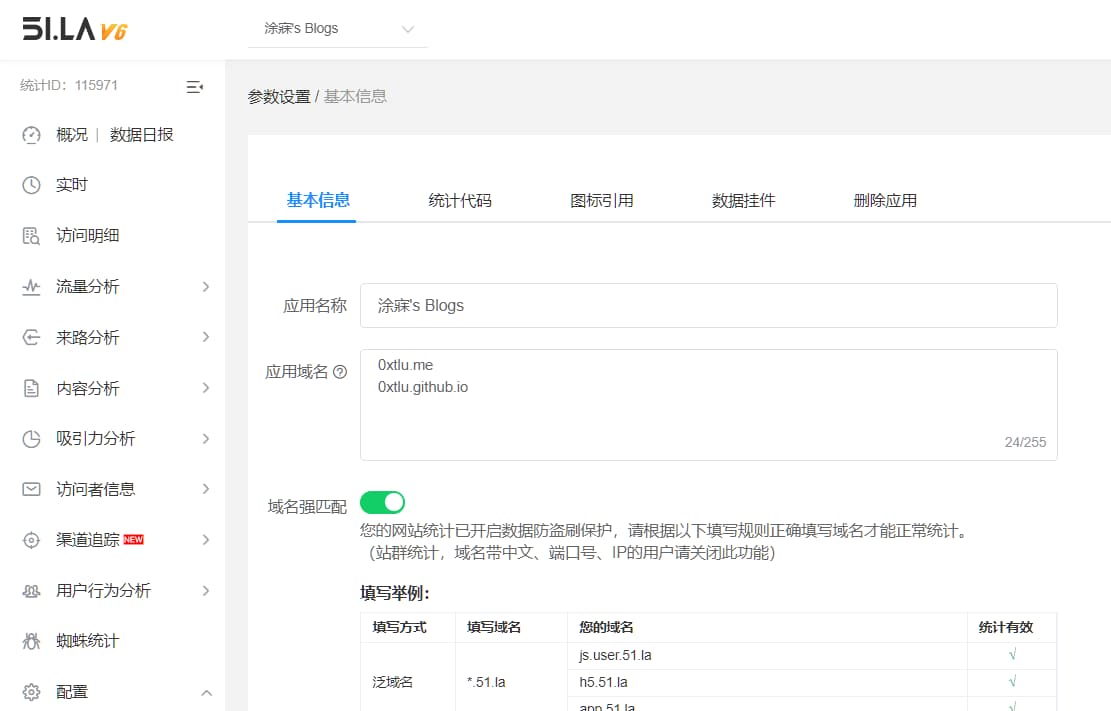 51.LA V6
涂寐's Blogs
统计ID：115971
参数设置 / 基本信息
概况 | 数据日报
实时
访问明细
流量分析
来路分析
内容分析
吸引力分析
访问者信息
渠道追踪 NEW
用户行为分析
蜘蛛统计
配置
基本信息 统计代码 图标引用 数据挂件 删除应用
应用名称 涂寐's Blogs
应用域名 ?
0xtlu.me
0xtlu.github.io
24/255
域名强匹配
您的网站统计已开启数据防盗刷保护，请根据以下填写规则正确填写域名才能正常统计。
（站群统计，域名带中文、端口号、IP的用户请关闭此功能）
填写举例：
填写方式 填写域名 您的域名 统计有效
js.user.51.la √
泛域名 *.51.la h5.51.la √
app.51.la √